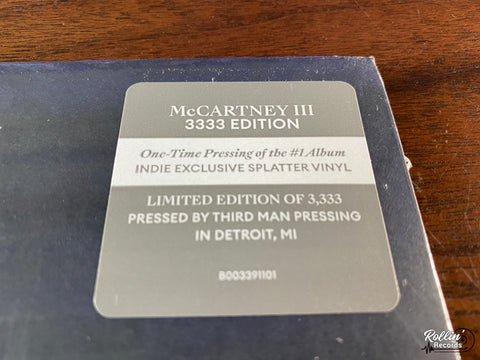 McCARTNEY III
3333 EDITION
One-Time Pressing of the #1 Album
INDIE EXCLUSIVE SPLATTER VINYL
LIMITED EDITION OF 3,333
PRESSED BY THIRD MAN PRESSING
IN DETROIT, MI
B003391101
Rollin'
Records